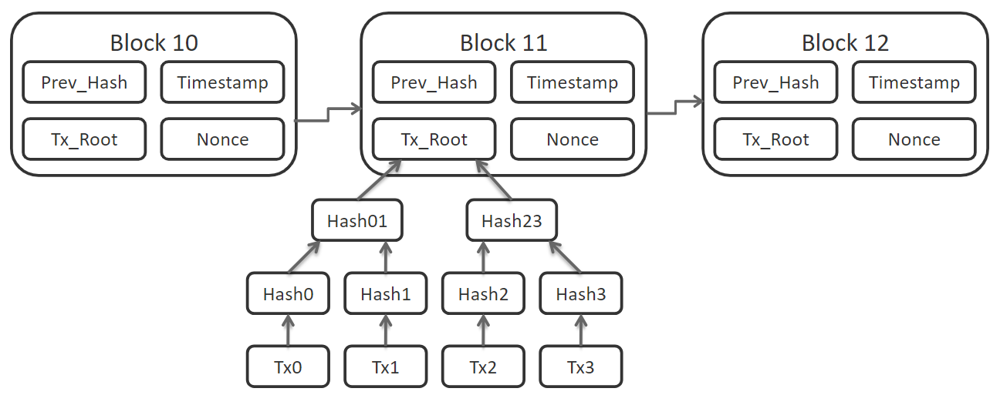 Block 10
Prev_Hash
Timestamp
Tx_Root
Nonce
Block 11
Prev_Hash
Timestamp
Tx_Root
Nonce
Block 12
Prev_Hash
Timestamp
Tx_Root
Nonce
Hash01
Hash23
Hash0
Hash1
Hash2
Hash3
Tx0
Tx1
Tx2
Tx3